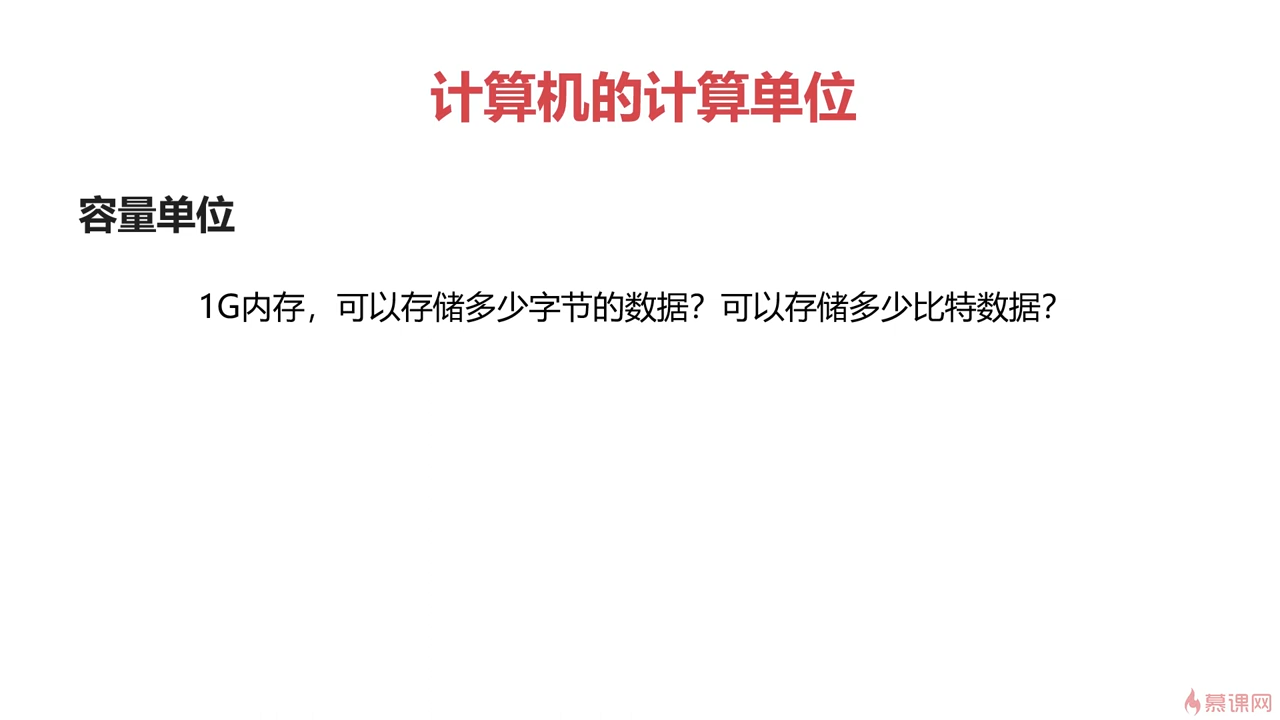 计算机的计算单位
容量单位
1G内存，可以存储多少字节的数据？可以存储多少比特数据？
慕课网